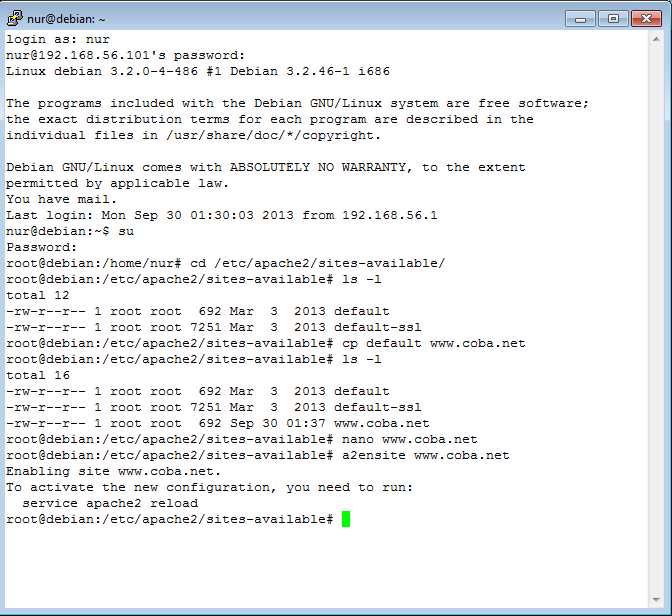 nur@debian: ~
login as: nur
nur@192.168.56.101's password:
Linux debian 3.2.0-4-486 #1 Debian 3.2.46-1 i686
The programs included with the Debian GNU/Linux system are free software;
the exact distribution terms for each program are described in the
individual files in /usr/share/doc/*/copyright.
Debian GNU/Linux comes with ABSOLUTELY NO WARRANTY, to the extent
permitted by applicable law.
You have mail.
Last login: Mon Sep 30 01:30:03 2013 from 192.168.56.1
nur@debian:~$ su
Password:
root@debian:/home/nur# cd /etc/apache2/sites-available/
root@debian:/etc/apache2/sites-available# ls -l
total 12
-rw-r--r-- 1 root root  692 Mar  3  2013 default
-rw-r--r-- 1 root root 7251 Mar  3  2013 default-ssl
root@debian:/etc/apache2/sites-available# cp default www.coba.net
root@debian:/etc/apache2/sites-available# ls -l
total 16
-rw-r--r-- 1 root root  692 Mar  3  2013 default
-rw-r--r-- 1 root root 7251 Mar  3  2013 default-ssl
-rw-r--r-- 1 root root  692 Sep 30 01:37 www.coba.net
root@debian:/etc/apache2/sites-available# nano www.coba.net
root@debian:/etc/apache2/sites-available# a2ensite www.coba.net
Enabling site www.coba.net.
To activate the new configuration, you need to run:
  service apache2 reload
root@debian:/etc/apache2/sites-available#